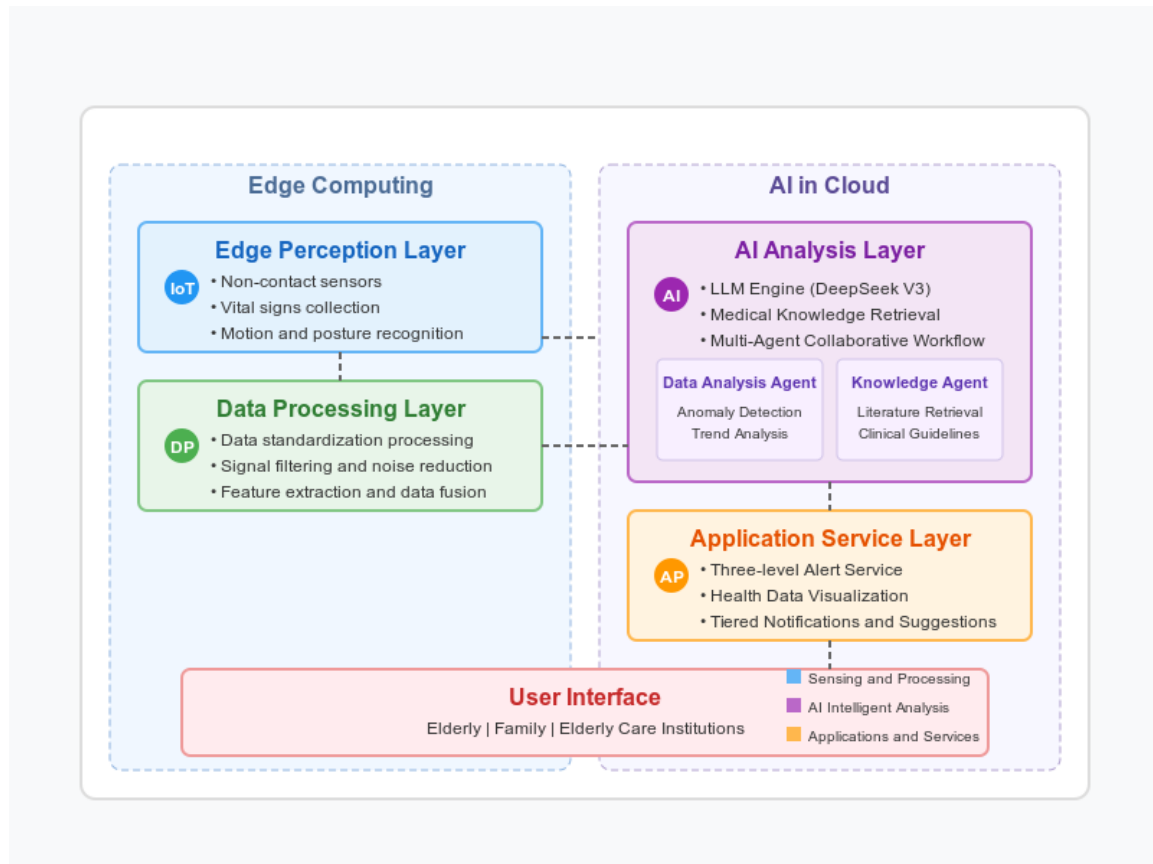 Edge Computing
Edge Perception Layer
IoT
• Non-contact sensors
• Vital signs collection
• Motion and posture recognition
Data Processing Layer
DP
• Data standardization processing
• Signal filtering and noise reduction
• Feature extraction and data fusion
AI in Cloud
AI Analysis Layer
AI
• LLM Engine (DeepSeek V3)
• Medical Knowledge Retrieval
• Multi-Agent Collaborative Workflow
Data Analysis Agent
Anomaly Detection
Trend Analysis
Knowledge Agent
Literature Retrieval
Clinical Guidelines
Application Service Layer
AP
• Three-level Alert Service
• Health Data Visualization
• Tiered Notifications and Suggestions
User Interface
Elderly | Family | Elderly Care Institutions
Sensing and Processing
AI Intelligent Analysis
Applications and Services